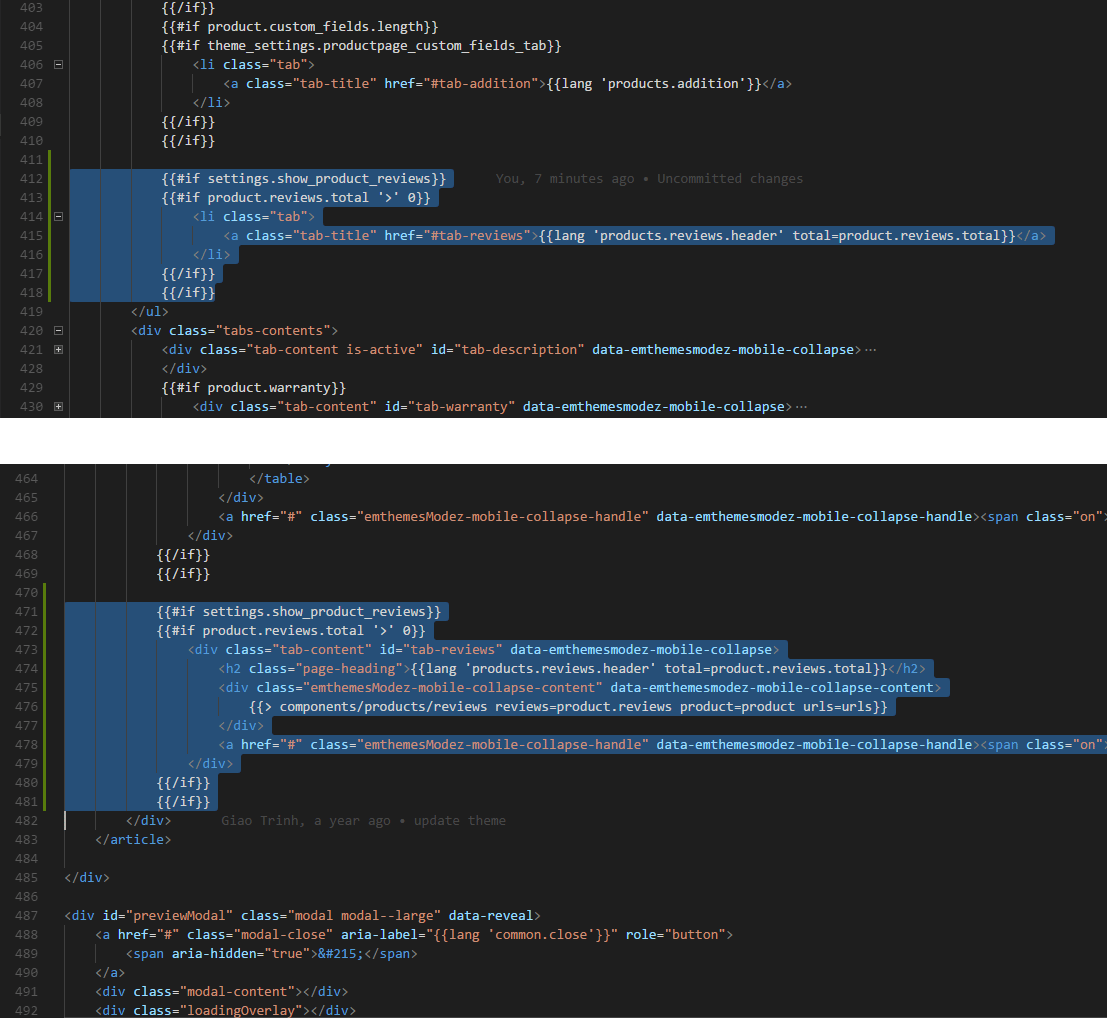 403 {{/if}}
404 {{#if product.custom_fields.length}}
405 {{#if theme_settings.productpage_custom_fields_tab}}
406 <li class="tab">
407 <a class="tab-title" href="#tab-addition">{{lang 'products.addition'}}</a>
408 </li>
409 {{/if}}
410 {{/if}}
411
412 {{#if settings.show_product_reviews}} You, 7 minutes ago • Uncommitted changes
413 {{#if product.reviews.total '>' 0}}
414 <li class="tab">
415 <a class="tab-title" href="#tab-reviews">{{lang 'products.reviews.header' total=product.reviews.total}}</a>
416 </li>
417 {{/if}}
418 {{/if}}
419 </ul>
420 <div class="tabs-contents">
421 <div class="tab-content is-active" id="tab-description" data-emthemesmodez-mobile-collapse>⋯
428 </div>
429 {{#if product.warranty}}
430 <div class="tab-content" id="tab-warranty" data-emthemesmodez-mobile-collapse>⋯
464 </table>
465 </div>
466 <a href="#" class="emthemesModez-mobile-collapse-handle" data-emthemesmodez-mobile-collapse-handle><span class="on">
467 </div>
468 {{/if}}
469 {{/if}}
470
471 {{#if settings.show_product_reviews}}
472 {{#if product.reviews.total '>' 0}}
473 <div class="tab-content" id="tab-reviews" data-emthemesmodez-mobile-collapse>
474 <h2 class="page-heading">{{lang 'products.reviews.header' total=product.reviews.total}}</h2>
475 <div class="emthemesModez-mobile-collapse-content" data-emthemesmodez-mobile-collapse-content>
476 {{> components/products/reviews reviews=product.reviews product=product urls=urls}}
477 </div>
478 <a href="#" class="emthemesModez-mobile-collapse-handle" data-emthemesmodez-mobile-collapse-handle><span class="on">
479 </div>
480 {{/if}}
481 {{/if}}
482 </div> Giao Trinh, a year ago • update theme
483 </article>
484
485 </div>
486
487 <div id="previewModal" class="modal modal--large" data-reveal>
488 <a href="#" class="modal-close" aria-label="{{lang 'common.close'}}" role="button">
489 <span aria-hidden="true">&#215;</span>
490 </a>
491 <div class="modal-content"></div>
492 <div class="loadingOverlay"></div>